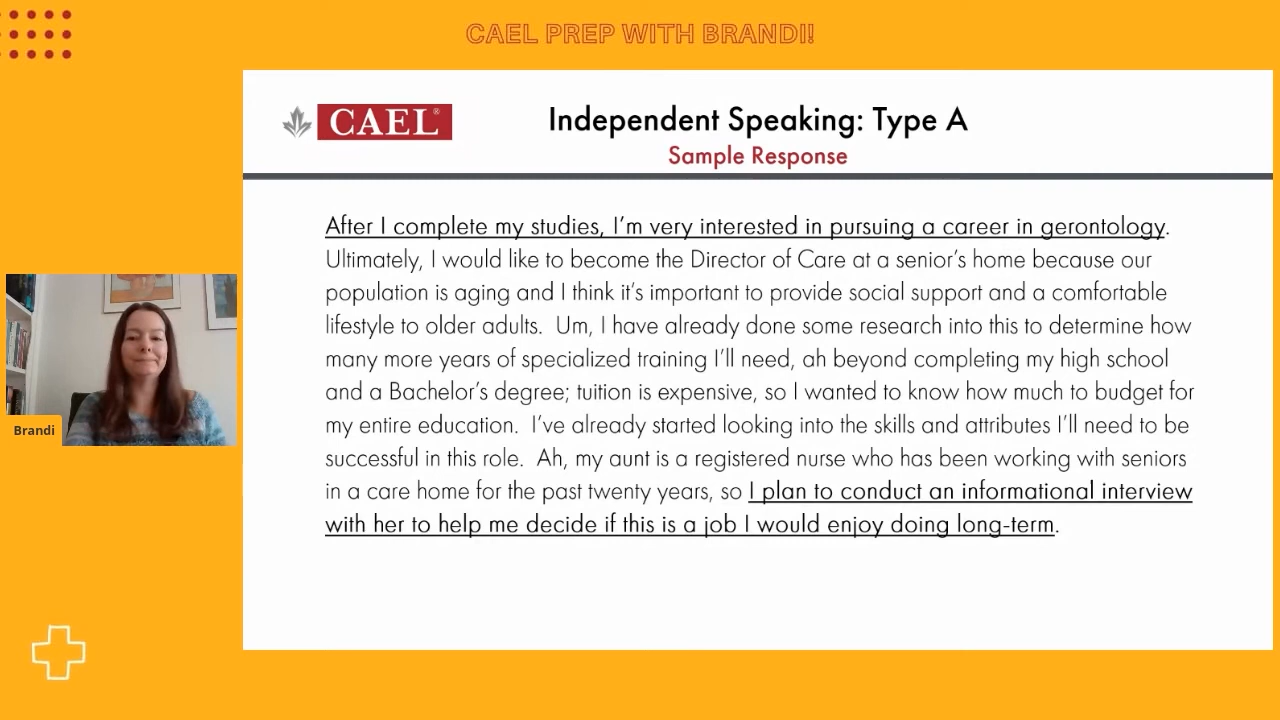 CAEL PREP WITH BRANDI!
CAEL®
Independent Speaking: Type A
Sample Response
After I complete my studies, I'm very interested in pursuing a career in gerontology.
Ultimately, I would like to become the Director of Care at a senior's home because our
population is aging and I think it's important to provide social support and a comfortable
lifestyle to older adults.  Um, I have already done some research into this to determine how
many more years of specialized training I'll need, ah beyond completing my high school
and a Bachelor's degree; tuition is expensive, so I wanted to know how much to budget for
my entire education.  I've already started looking into the skills and attributes I'll need to be
successful in this role.  Ah, my aunt is a registered nurse who has been working with seniors
in a care home for the past twenty years, so I plan to conduct an informational interview
with her to help me decide if this is a job I would enjoy doing long-term.
Brandi